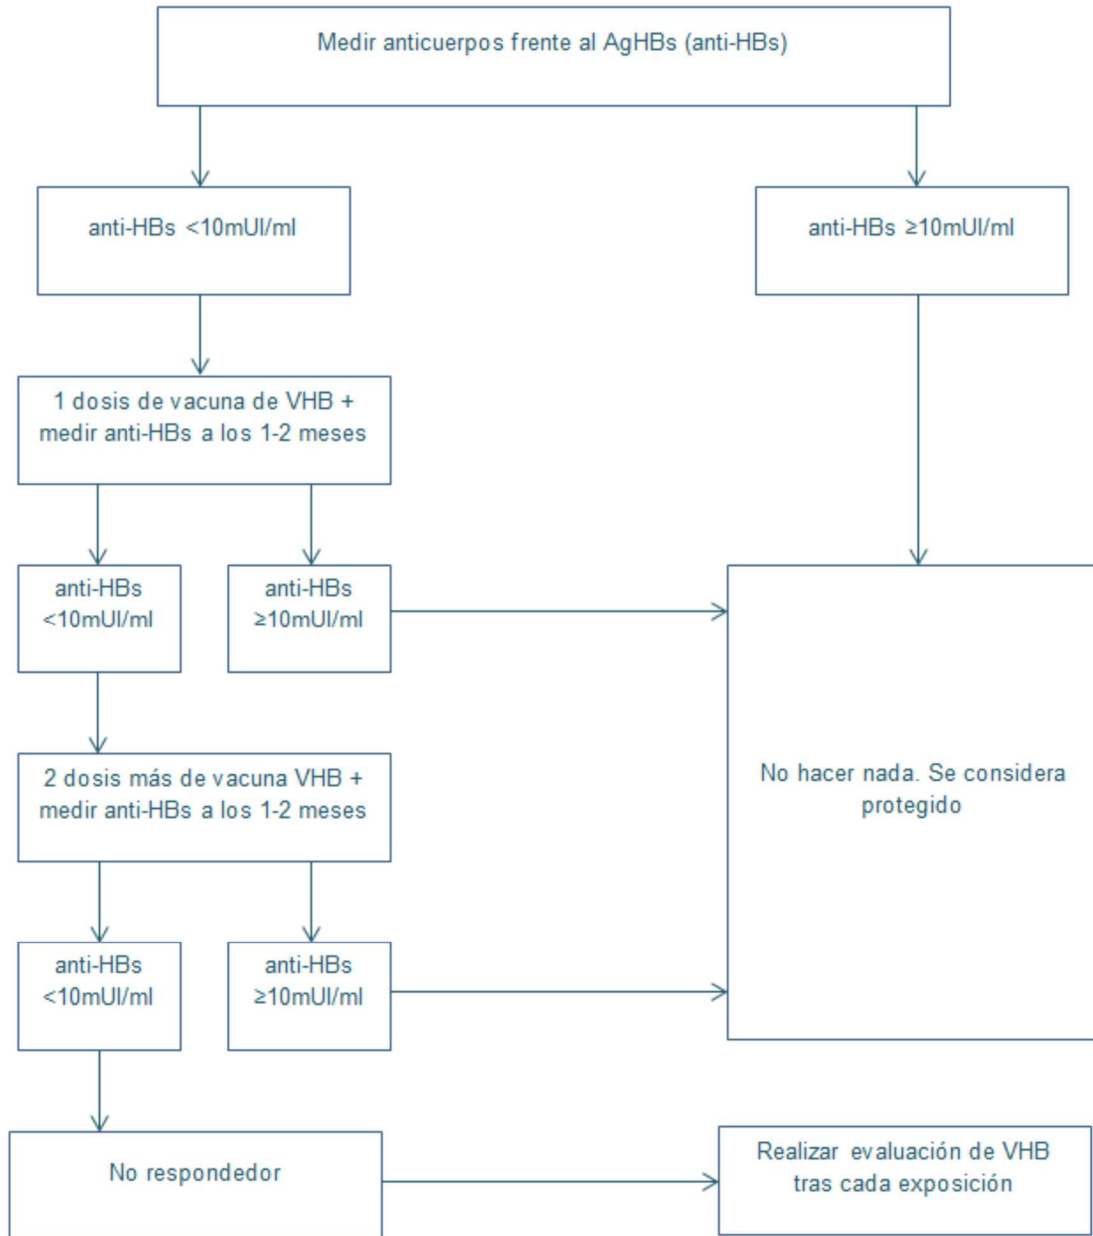 Medir anticuerpos frente al AgHBs (anti-HBs)
anti-HBs <10mUI/ml
anti-HBs ≥10mUI/ml
1 dosis de vacuna de VHB +
medir anti-HBs a los 1-2 meses
anti-HBs
<10mUI/ml
anti-HBs
≥10mUI/ml
2 dosis más de vacuna VHB +
medir anti-HBs a los 1-2 meses
No hacer nada. Se considera
protegido
anti-HBs
<10mUI/ml
anti-HBs
≥10mUI/ml
No respondedor
Realizar evaluación de VHB
tras cada exposición